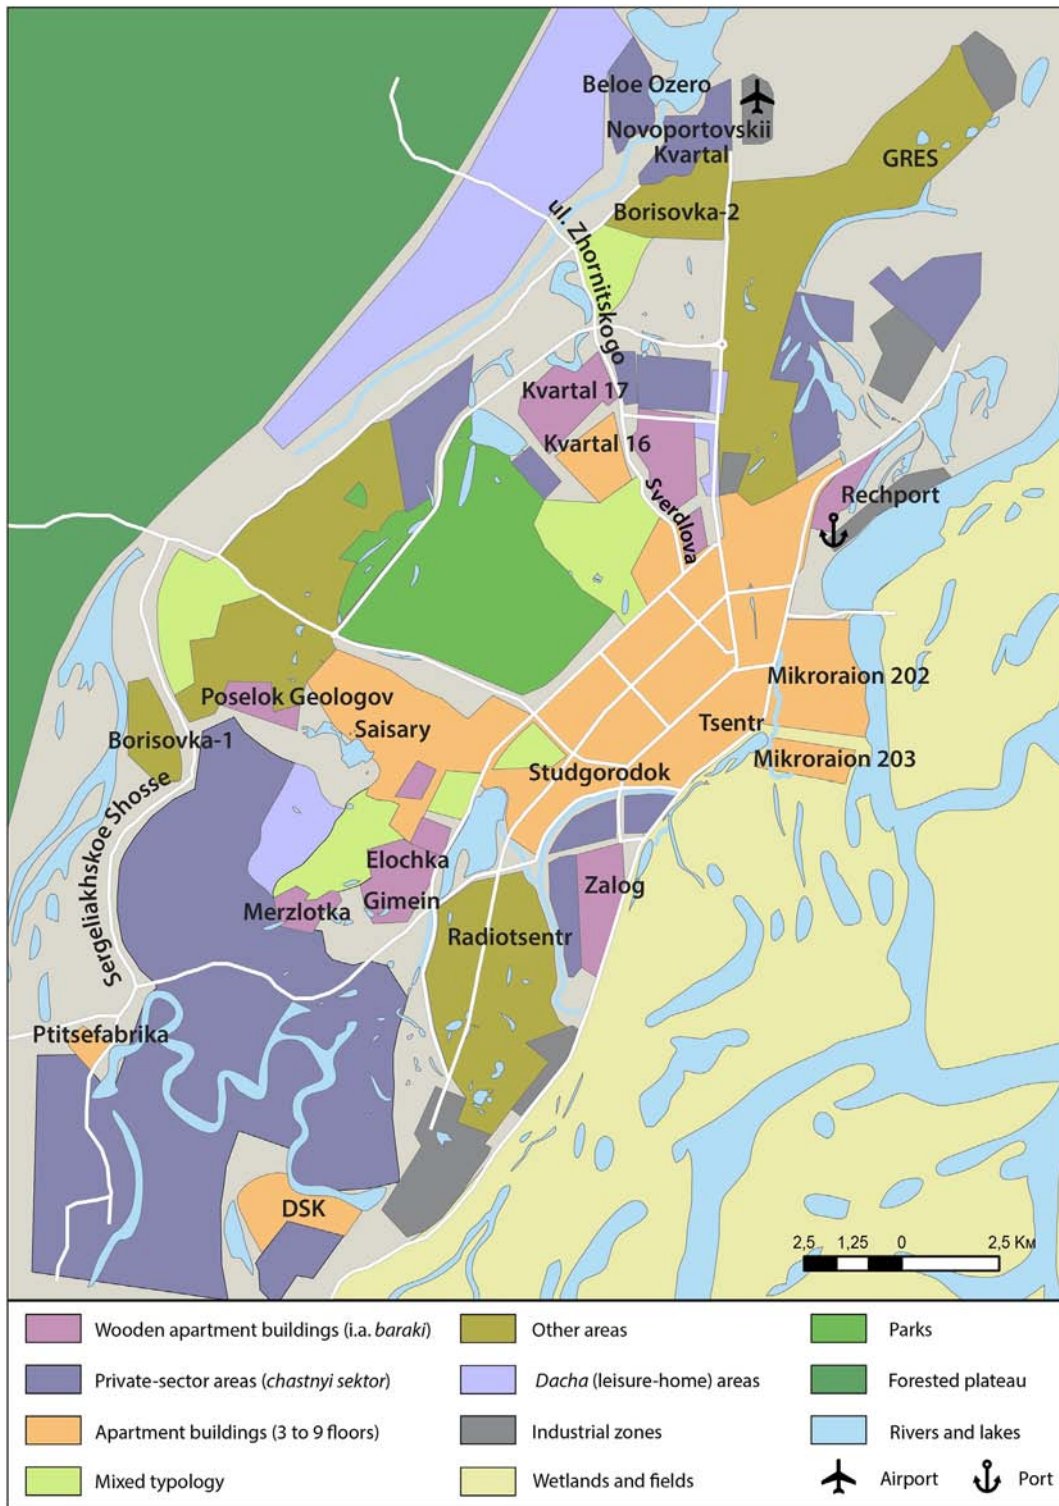 Beloe Ozero
Novoportovskii
Kvartal
GRES
ul. Zhornitskogo
Borisovka-2
Kvartal 17
Kvartal 16
Sverdlova
Rechport
Poselok Geologov
Mikroraion 202
Borisovka-1
Saisary
Tsentr
Mikroraion 203
Studgorodok
Sergeliakhskoe Shosse
Elochka
Zalog
Gimein
Merzlotka
Radiotsentr
Ptitsefabrika
DSK
2,5 1,25 0 2,5 Км
Wooden apartment buildings (i.a. baraki)
Other areas
Parks
Private-sector areas (chastnyi sektor)
Dacha (leisure-home) areas
Forested plateau
Apartment buildings (3 to 9 floors)
Industrial zones
Rivers and lakes
Mixed typology
Wetlands and fields
Airport
Port